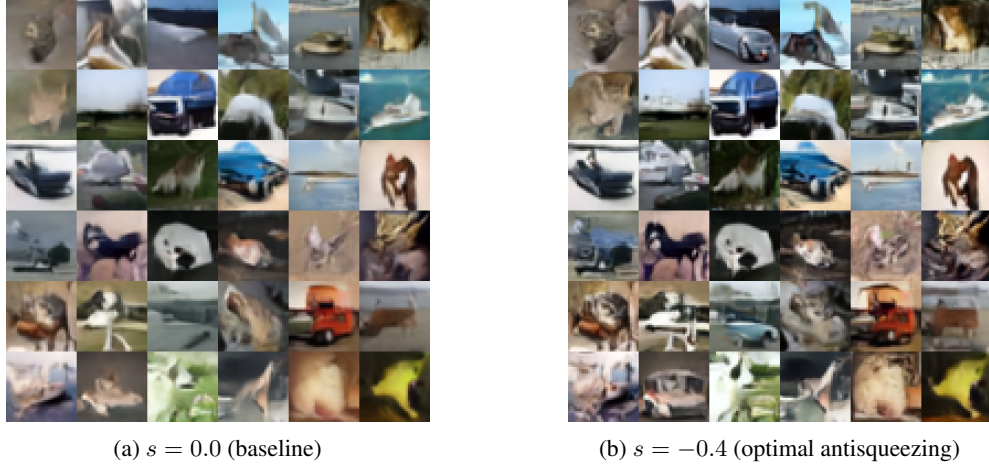 (a) s = 0.0 (baseline)
(b) s = −0.4 (optimal antisqueezing)